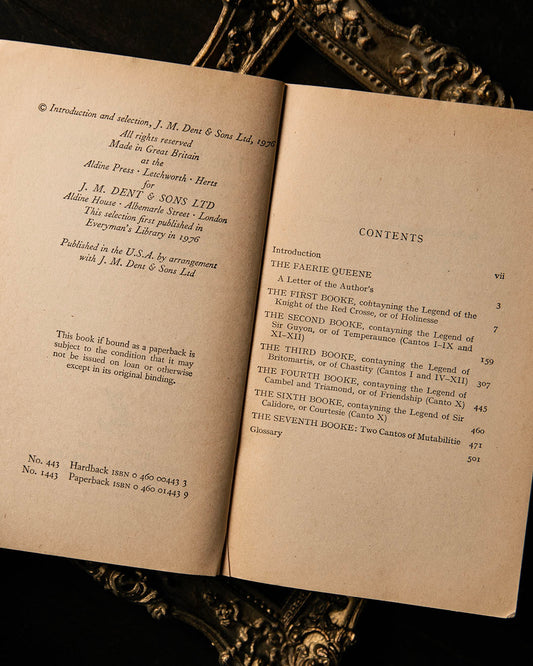 © Introduction and selection, J. M. Dent & Sons Ltd, 1976
All rights reserved
Made in Great Britain
at the
Aldine Press · Letchworth · Herts
for
J. M. DENT & SONS LTD
Aldine House · Albemarle Street · London
This selection first published in
Everyman's Library in 1976
Published in the U.S.A. by arrangement
with J. M. Dent & Sons Ltd
This book if bound as a paperback is
subject to the condition that it may
not be issued on loan or otherwise
except in its original binding.
No. 443 Hardback ISBN 0 460 00443 3
No. 1443 Paperback ISBN 0 460 01443 9
CONTENTS
Introduction vii
THE FAERIE QUEENE
A Letter of the Author's 3
THE FIRST BOOKE, contayning the Legend of the
Knight of the Red Crosse, or of Holinesse 7
THE SECOND BOOKE, contayning the Legend of
Sir Guyon, or of Temperaunce (Cantos I–IX and
XI–XII) 159
THE THIRD BOOKE, contayning the Legend of
Britomartis, or of Chastity (Cantos I and IV–XII) 307
THE FOURTH BOOKE, contayning the Legend of
Cambel and Triamond, or of Friendship (Canto X) 445
THE SIXTH BOOKE, contayning the Legend of Sir
Calidore, or Courtesie (Canto X) 460
THE SEVENTH BOOKE: Two Cantos of Mutabilitie 471
Glossary 501